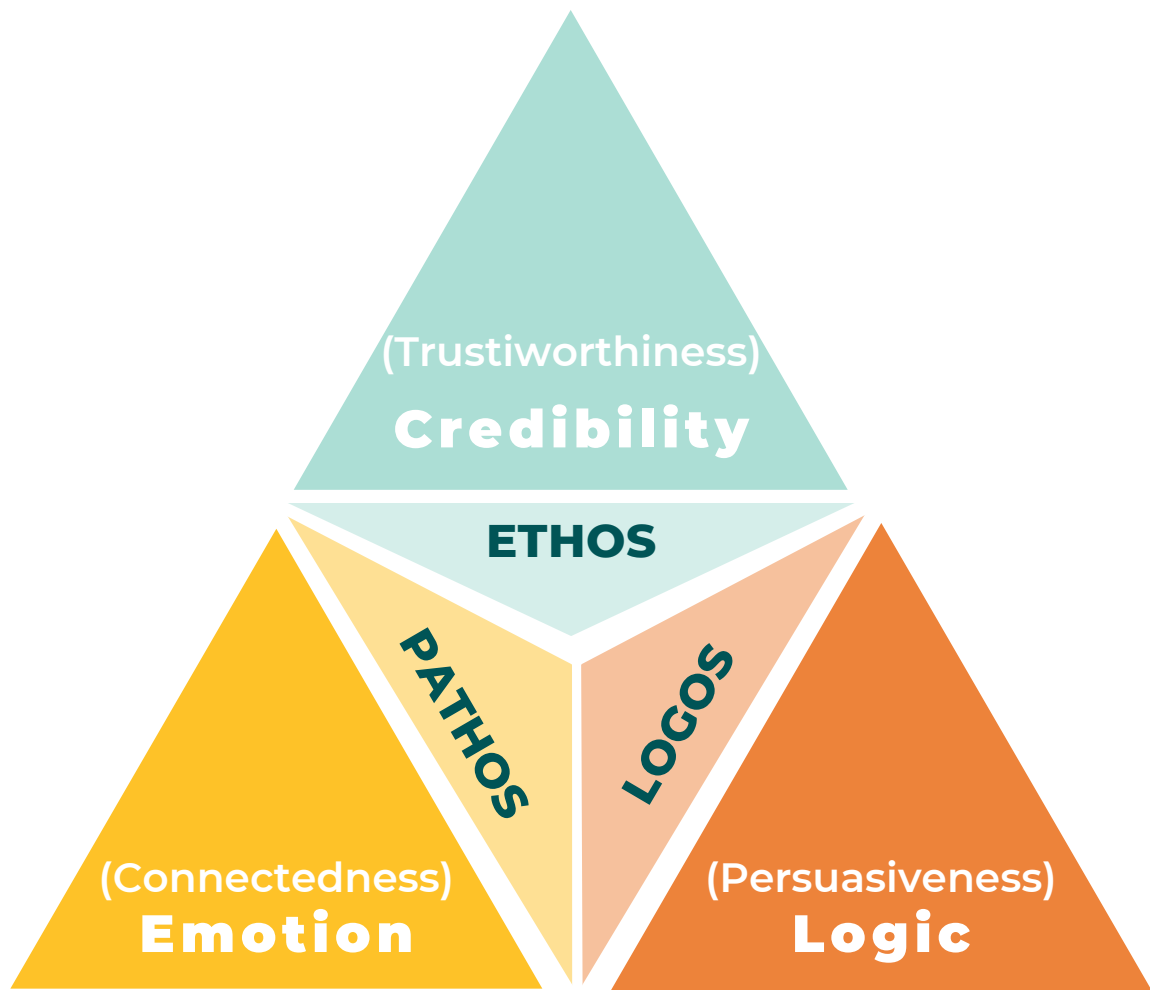 (Trustiworthiness)
Credibility
ETHOS
PATHOS
LOGOS
(Connectedness)
Emotion
(Persuasiveness)
Logic